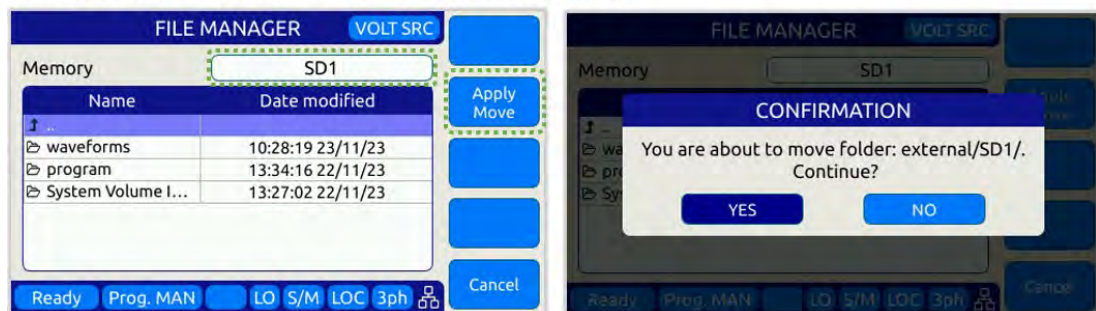 FILE MANAGER VOLT SRC
Memory SD1
Name Date modified
..
waveforms 10:28:19 23/11/23
program 13:34:16 22/11/23
System Volume I... 13:27:02 22/11/23
Apply
Move
Cancel
Ready Prog. MAN LO S/M LOC 3ph
FILE MANAGER VOLT SRC
Memory SD1
CONFIRMATION
You are about to move folder: external/SD1/.
Continue?
YES NO
Cancel
Ready Prog. MAN LO S/M LOC 3ph